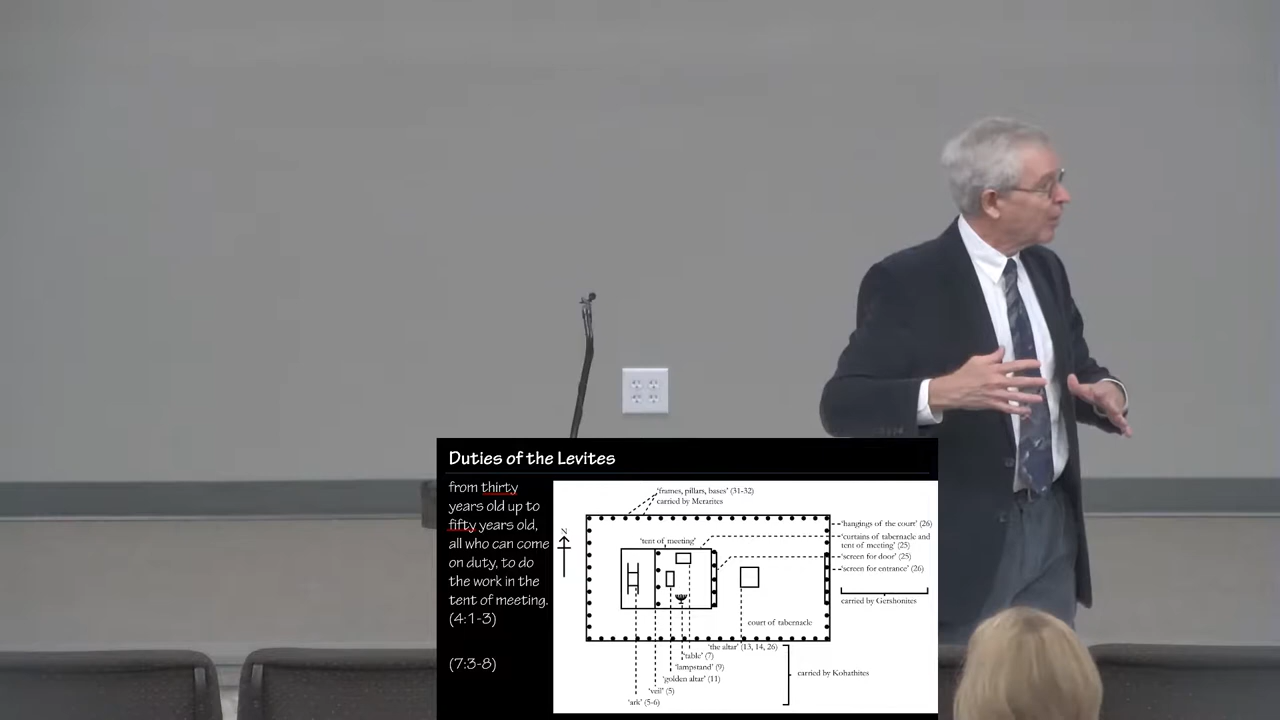 Duties of the Levites
from thirty
years old up to
fifty years old,
all who can come
on duty, to do
the work in the
tent of meeting.
(4:1-3)
(7:3-8)
'frames, pillars, bases' (31-32)
carried by Merarites
N
'tent of meeting'
'hangings of the court' (26)
'curtains of tabernacle and
tent of meeting' (25)
'screen for door' (25)
'screen for entrance' (26)
carried by Gershonites
court of tabernacle
'the altar' (13, 14, 26)
'table' (7)
'lampstand' (9)
'golden altar' (11)
'veil' (5)
'ark' (5-6)
carried by Kohathites